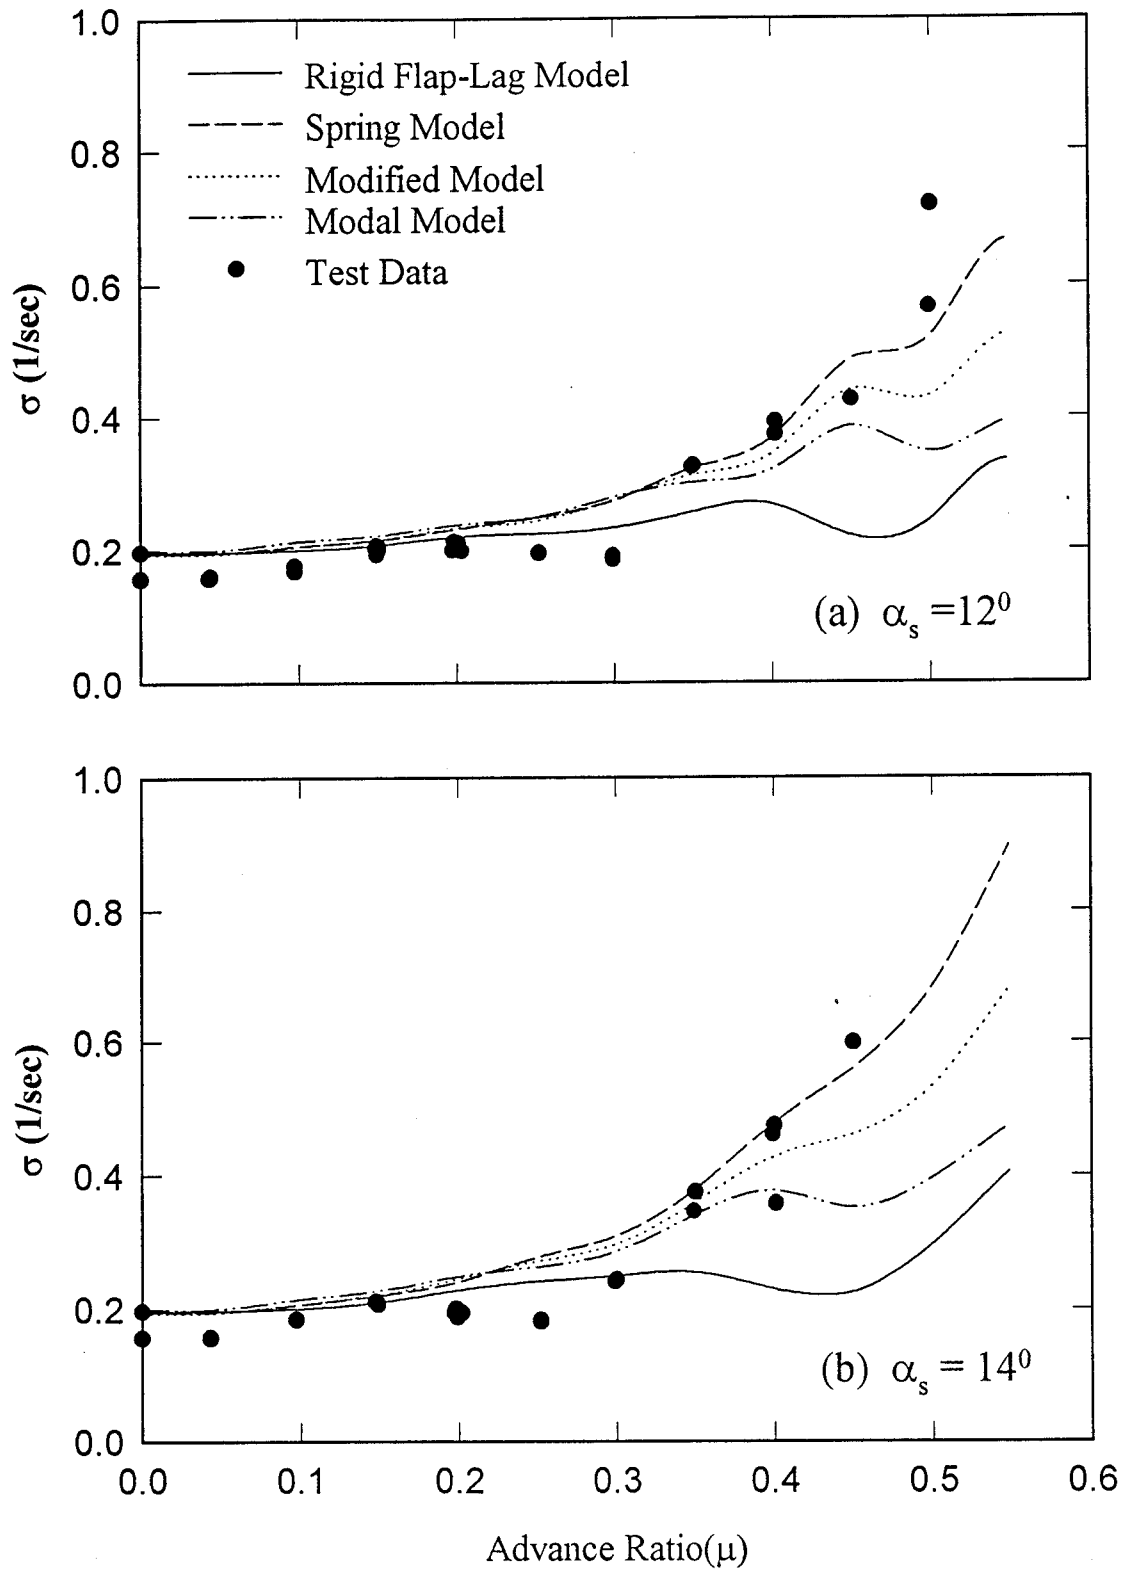 1.0
Rigid Flap-Lag Model
Spring Model
Modified Model
Modal Model
Test Data
0.8
0.6
0.4
0.2
0.0
σ (1/sec)
(a) αs =12⁰
1.0
0.8
0.6
0.4
0.2
0.0
σ (1/sec)
(b) αs = 14⁰
0.0 0.1 0.2 0.3 0.4 0.5 0.6
Advance Ratio(μ)